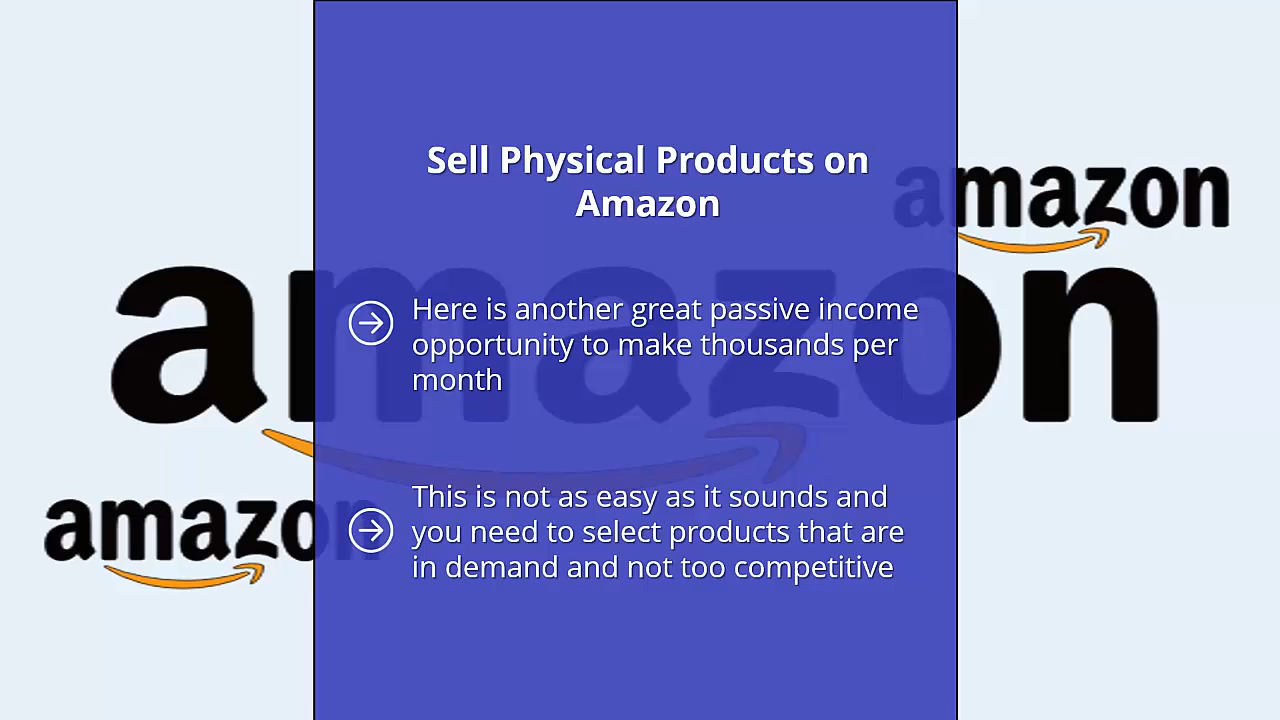 Sell Physical Products on
Amazon
amazon
amazon
Here is another great passive income
opportunity to make thousands per
month
This is not as easy as it sounds and
you need to select products that are
in demand and not too competitive
amazon